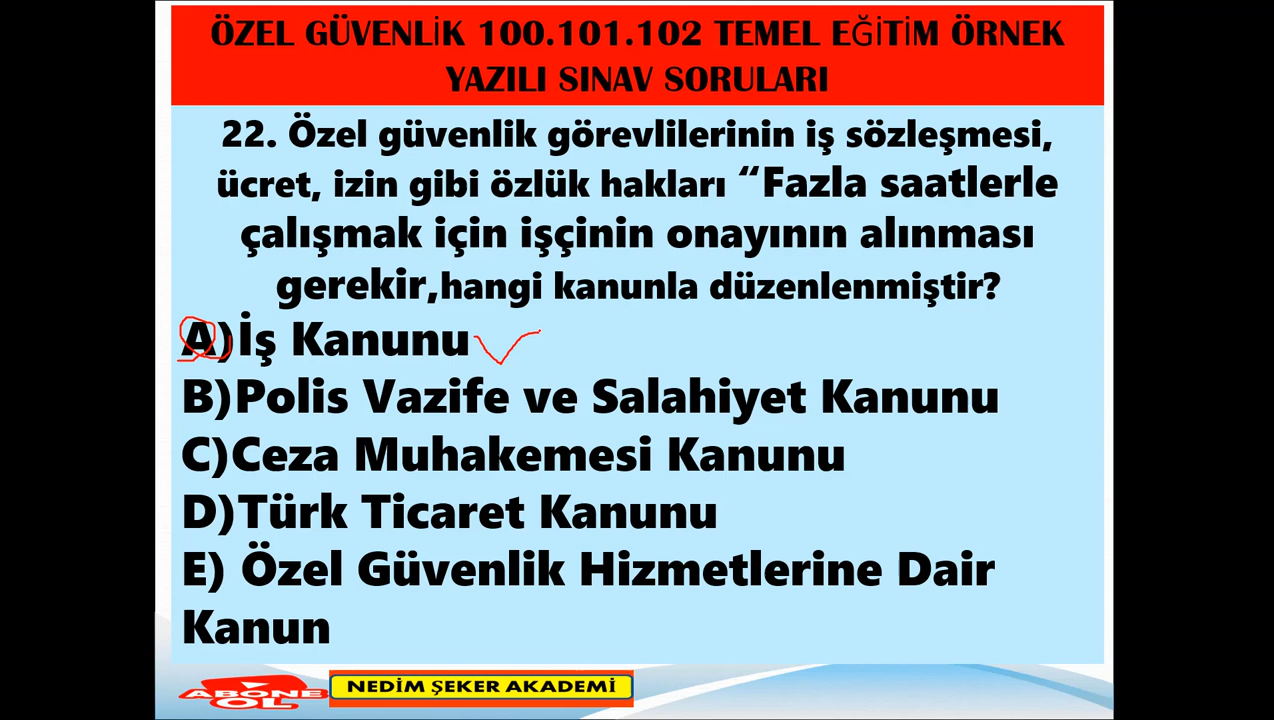 ÖZEL GÜVENLİK 100.101.102 TEMEL EĞİTİM ÖRNEK
YAZILI SINAV SORULARI
22. Özel güvenlik görevlilerinin iş sözleşmesi,
ücret, izin gibi özlük hakları “Fazla saatlerle
çalışmak için işçinin onayının alınması
gerekir,hangi kanunla düzenlenmiştir?
A)İş Kanunu
B)Polis Vazife ve Salahiyet Kanunu
C)Ceza Muhakemesi Kanunu
D)Türk Ticaret Kanunu
E) Özel Güvenlik Hizmetlerine Dair
Kanun
ABONE
OL
NEDİM ŞEKER AKADEMİ